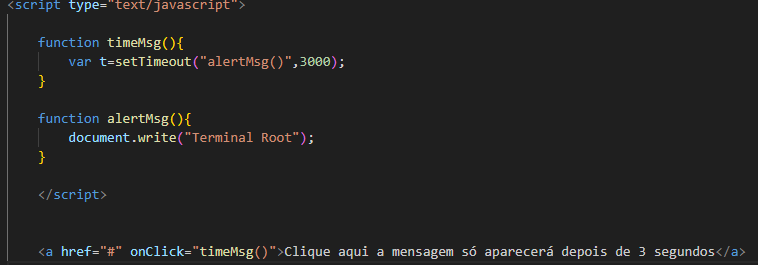 <script type="text/javascript">
function timeMsg(){
var t=setTimeout("alertMsg()",3000);
}
function alertMsg(){
document.write("Terminal Root");
}
</script>
<a href="#" onClick="timeMsg()">Clique aqui a mensagem só aparecerá depois de 3 segundos</a>